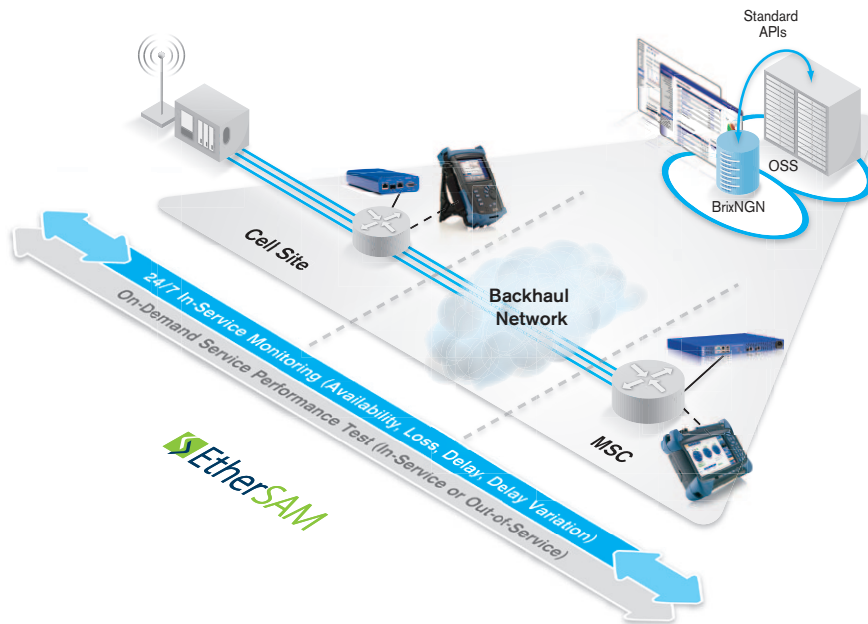 Standard
APIs
OSS
BrixNGN
Cell Site
Backhaul
Network
MSC
24/7 In-Service Monitoring (Availability, Loss, Delay, Delay Variation)
On-Demand Service Performance Test (In-Service or Out-of-Service)
EtherSAM